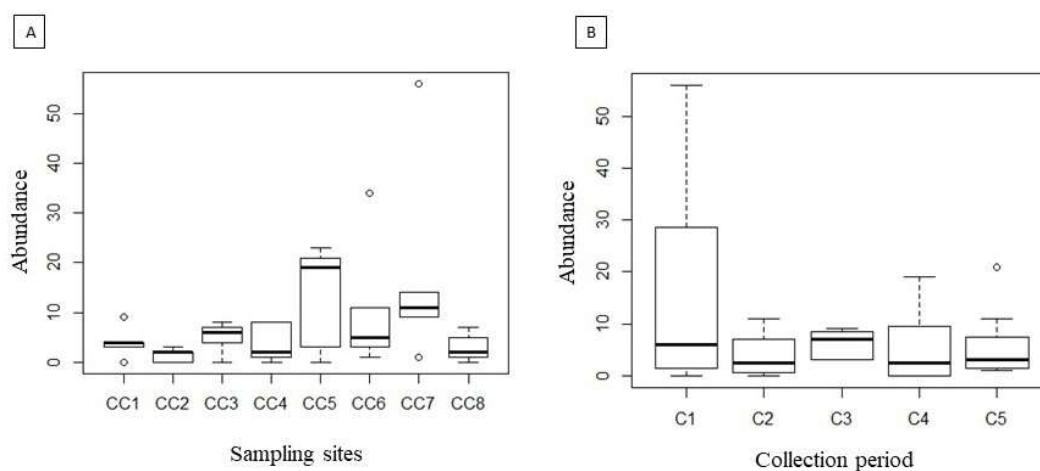 A
Abundance
50
40
30
20
10
0
CC1 CC2 CC3 CC4 CC5 CC6 CC7 CC8
Sampling sites
B
Abundance
50
40
30
20
10
0
C1 C2 C3 C4 C5
Collection period